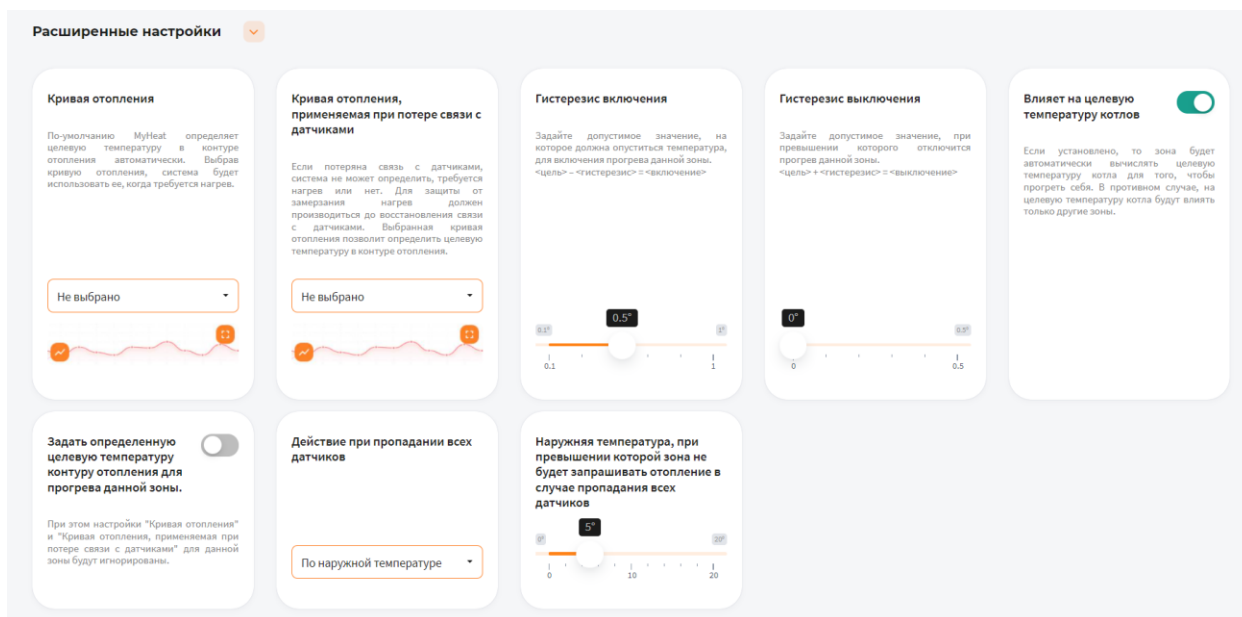 Расширенные настройки
Кривая отопления
По-умолчанию MyHeat определяет
целевую температуру в контуре
отопления автоматически. Выбрав
кривую отопления, система будет
использовать ее, когда требуется нагрев.
Не выбрано
Кривая отопления,
применяемая при потере связи с
датчиками
Если потеряна связь с датчиками,
система не может определить, требуется
нагрев или нет. Для защиты от
замерзания нагрев должен
производиться до восстановления связи
с датчиками. Выбранная кривая
отопления позволит определить целевую
температуру в контуре отопления.
Не выбрано
Гистерезис включения
Задайте допустимое значение, на
которое должна опуститься температура,
для включения прогрева данной зоны.
<цель> – <гистерезис> = <включение>
0.5°
0.1° 1°
0.1 1
Гистерезис выключения
Задайте допустимое значение, при
превышении которого отключится
прогрев данной зоны.
<цель> + <гистерезис> = <выключение>
0°
0.5°
0 0.5
Влияет на целевую
температуру котлов
Если установлено, то зона будет
автоматически вычислять целевую
температуру котла для того, чтобы
прогреть себя. В противном случае, на
целевую температуру котла будут влиять
только другие зоны.
Задать определенную
целевую температуру
контуру отопления для
прогрева данной зоны.
При этом настройки "Кривая отопления"
и "Кривая отопления, применяемая при
потере связи с датчиками" для данной
зоны будут игнорированы.
Действие при пропадании всех
датчиков
По наружной температуре
Наружняя температура, при
превышении которой зона не
будет запрашивать отопление в
случае пропадания всех
датчиков
5°
0° 20°
0 10 20